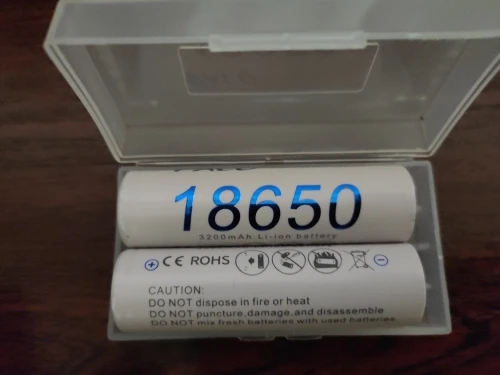 18650
3200mAh Li-ion battery
CE ROHS
CAUTION:
DO NOT dispose in fire or heat
DO NOT puncture,damage,and disassemble
DO NOT mix fresh batteries with used batteries